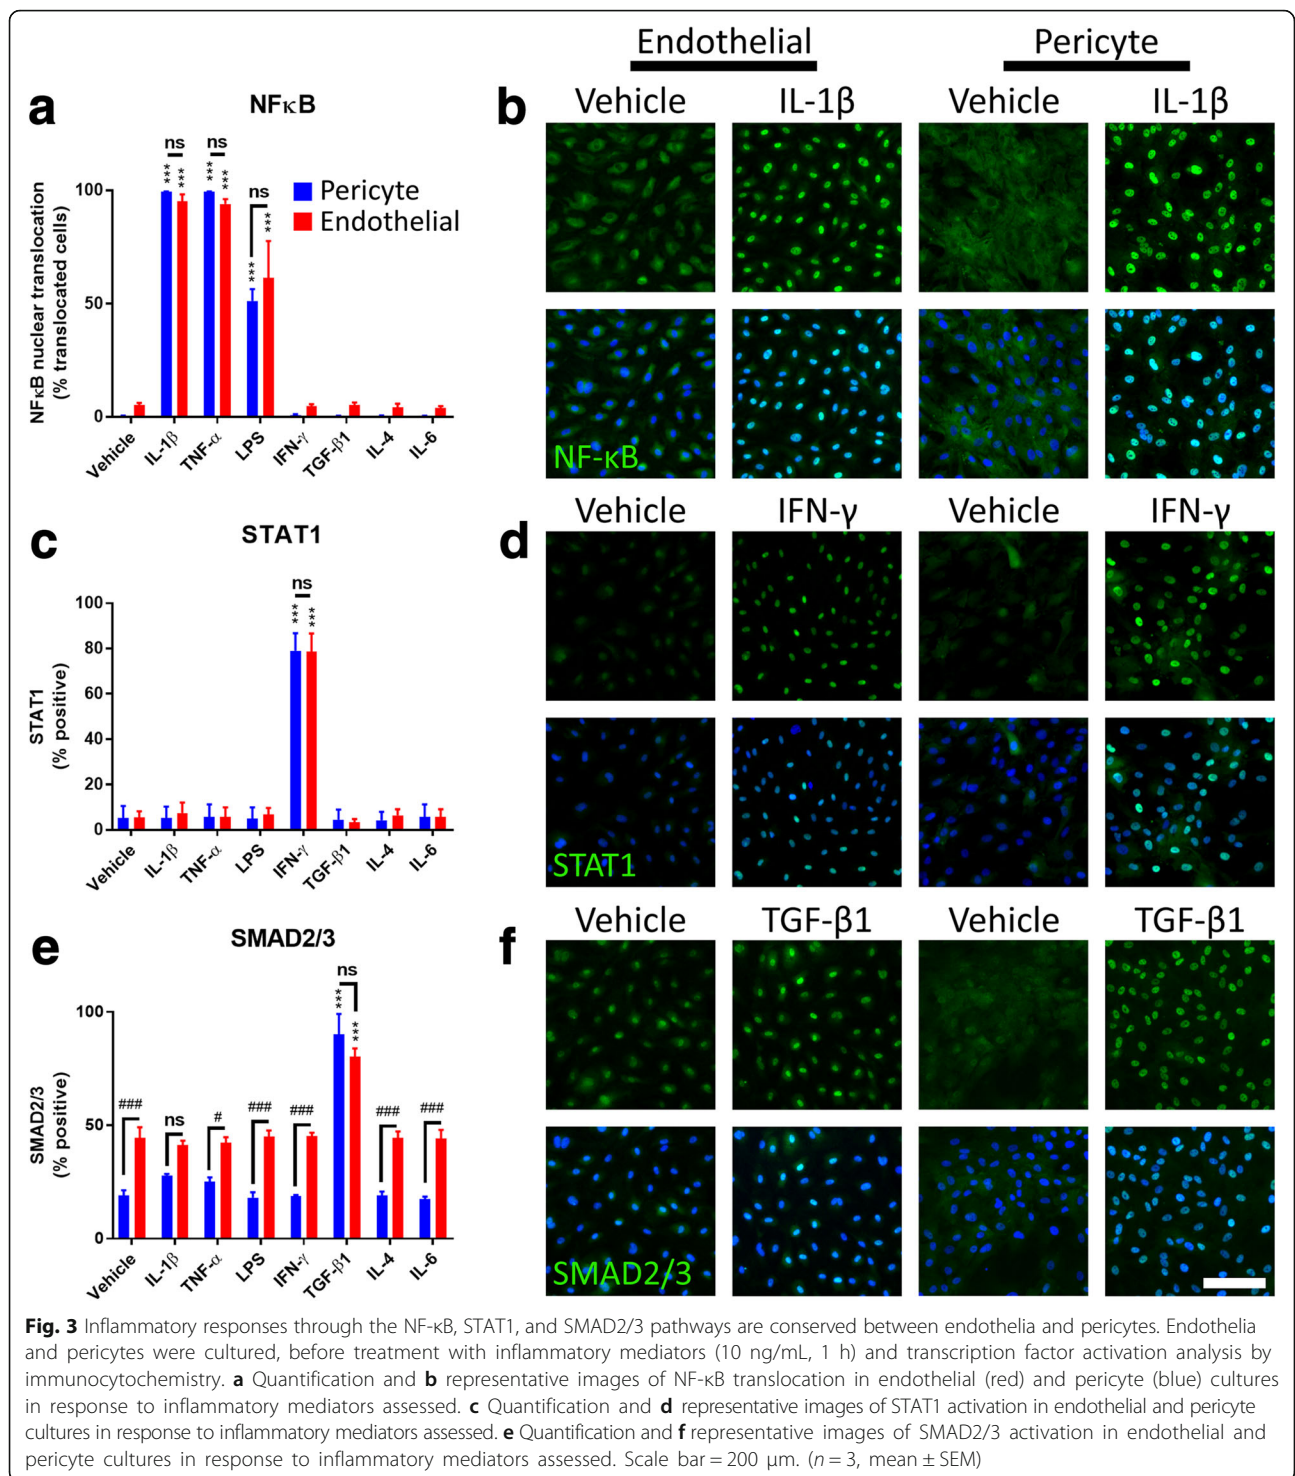 Endothelial Pericyte
a NFκB
b Vehicle IL-1β Vehicle IL-1β
NFκB nuclear translocation
(% translocated cells)
100
50
0
ns ns ns
*** *** *** *** *** ***
Pericyte
Endothelial
Vehicle IL-1β TNF-α LPS IFN-γ TGF-β1 IL-4 IL-6
NF-κB
c STAT1
d Vehicle IFN-γ Vehicle IFN-γ
STAT1
(% positive)
100
80
60
40
20
0
ns
*** ***
Vehicle IL-1β TNF-α LPS IFN-γ TGF-β1 IL-4 IL-6
STAT1
e SMAD2/3
f Vehicle TGF-β1 Vehicle TGF-β1
SMAD2/3
(% positive)
100
50
0
### ns # ### ### ns ### ###
*** ***
Vehicle IL-1β TNF-α LPS IFN-γ TGF-β1 IL-4 IL-6
SMAD2/3
Fig. 3 Inflammatory responses through the NF-κB, STAT1, and SMAD2/3 pathways are conserved between endothelia and pericytes. Endothelia
and pericytes were cultured, before treatment with inflammatory mediators (10 ng/mL, 1 h) and transcription factor activation analysis by
immunocytochemistry. a Quantification and b representative images of NF-κB translocation in endothelial (red) and pericyte (blue) cultures
in response to inflammatory mediators assessed. c Quantification and d representative images of STAT1 activation in endothelial and pericyte
cultures in response to inflammatory mediators assessed. e Quantification and f representative images of SMAD2/3 activation in endothelial and
pericyte cultures in response to inflammatory mediators assessed. Scale bar = 200 μm. (n = 3, mean ± SEM)